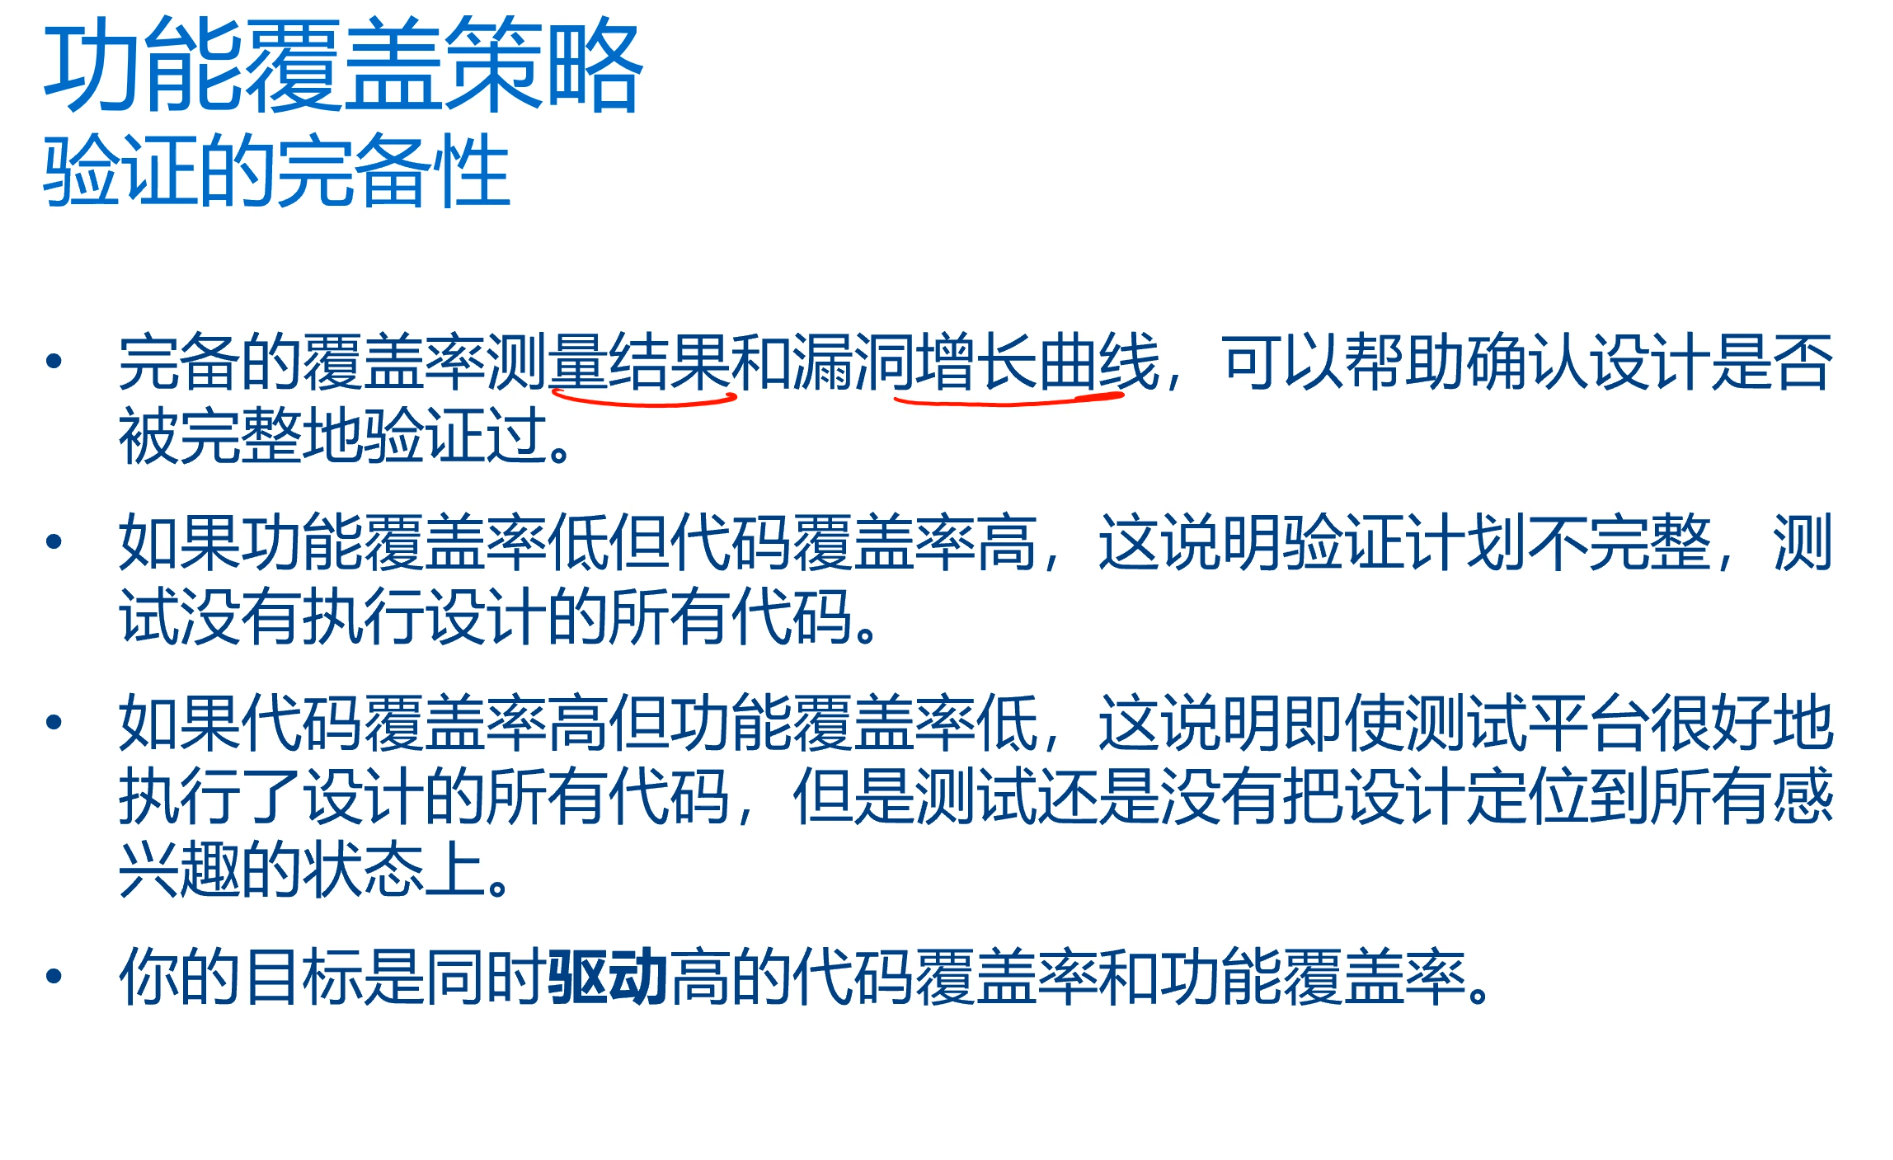 功能覆盖策略
验证的完备性
• 完备的覆盖率测量结果和漏洞增长曲线，可以帮助确认设计是否
被完整地验证过。
• 如果功能覆盖率低但代码覆盖率高，这说明验证计划不完整，测
试没有执行设计的所有代码。
• 如果代码覆盖率高但功能覆盖率低，这说明即使测试平台很好地
执行了设计的所有代码，但是测试还是没有把设计定位到所有感
兴趣的状态上。
• 你的目标是同时驱动高的代码覆盖率和功能覆盖率。